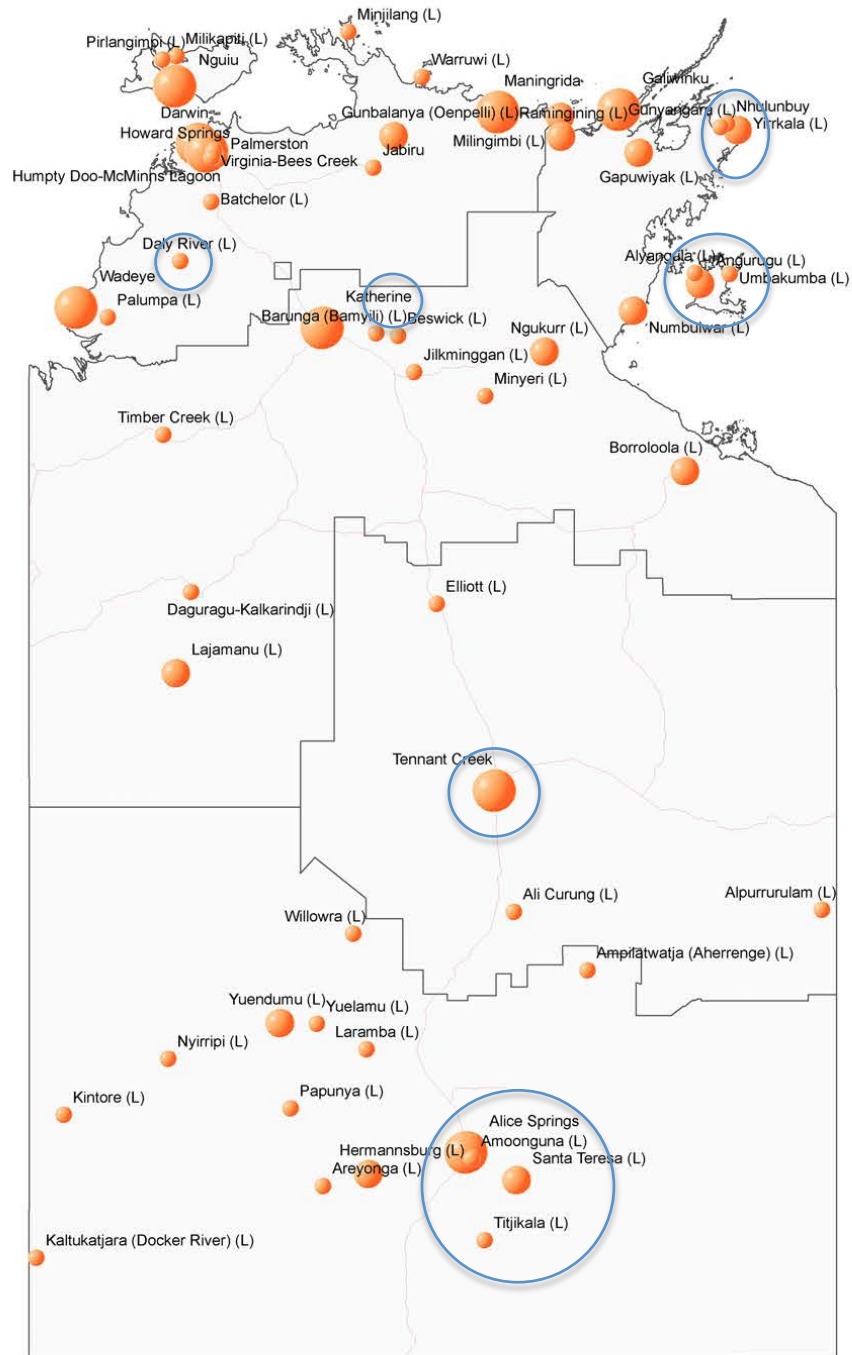 Minjilang (L)
Pirlangimpi (L)
Milikapiti (L)
Nguiu
Warruwi (L)
Maningrida
Galiwinku
Darwin
Gunbalanya (Oenpelli) (L)
Ramingining (L)
Gunyangara (L)
Nhulunbuy
Yirrkala (L)
Howard Springs
Palmerston
Milingimbi (L)
Virginia-Bees Creek
Jabiru
Humpty Doo-McMinns Lagoon
Gapuwiyak (L)
Batchelor (L)
Daly River (L)
Alyangula (L)
Angurugu (L)
Umbakumba (L)
Wadeye
Palumpa (L)
Katherine
Barunga (Bamyili) (L)
Beswick (L)
Ngukurr (L)
Numbulwar (L)
Jilkminggan (L)
Minyeri (L)
Timber Creek (L)
Borroloola (L)
Elliott (L)
Daguragu-Kalkarindji (L)
Lajamanu (L)
Tennant Creek
Ali Curung (L)
Alpurrurulam (L)
Willowra (L)
Ampilatwatja (Aherrenge) (L)
Yuendumu (L)
Yuelamu (L)
Laramba (L)
Nyirripi (L)
Kintore (L)
Papunya (L)
Alice Springs
Amoonguna (L)
Hermannsburg (L)
Santa Teresa (L)
Areyonga (L)
Titjikala (L)
Kaltukatjara (Docker River) (L)